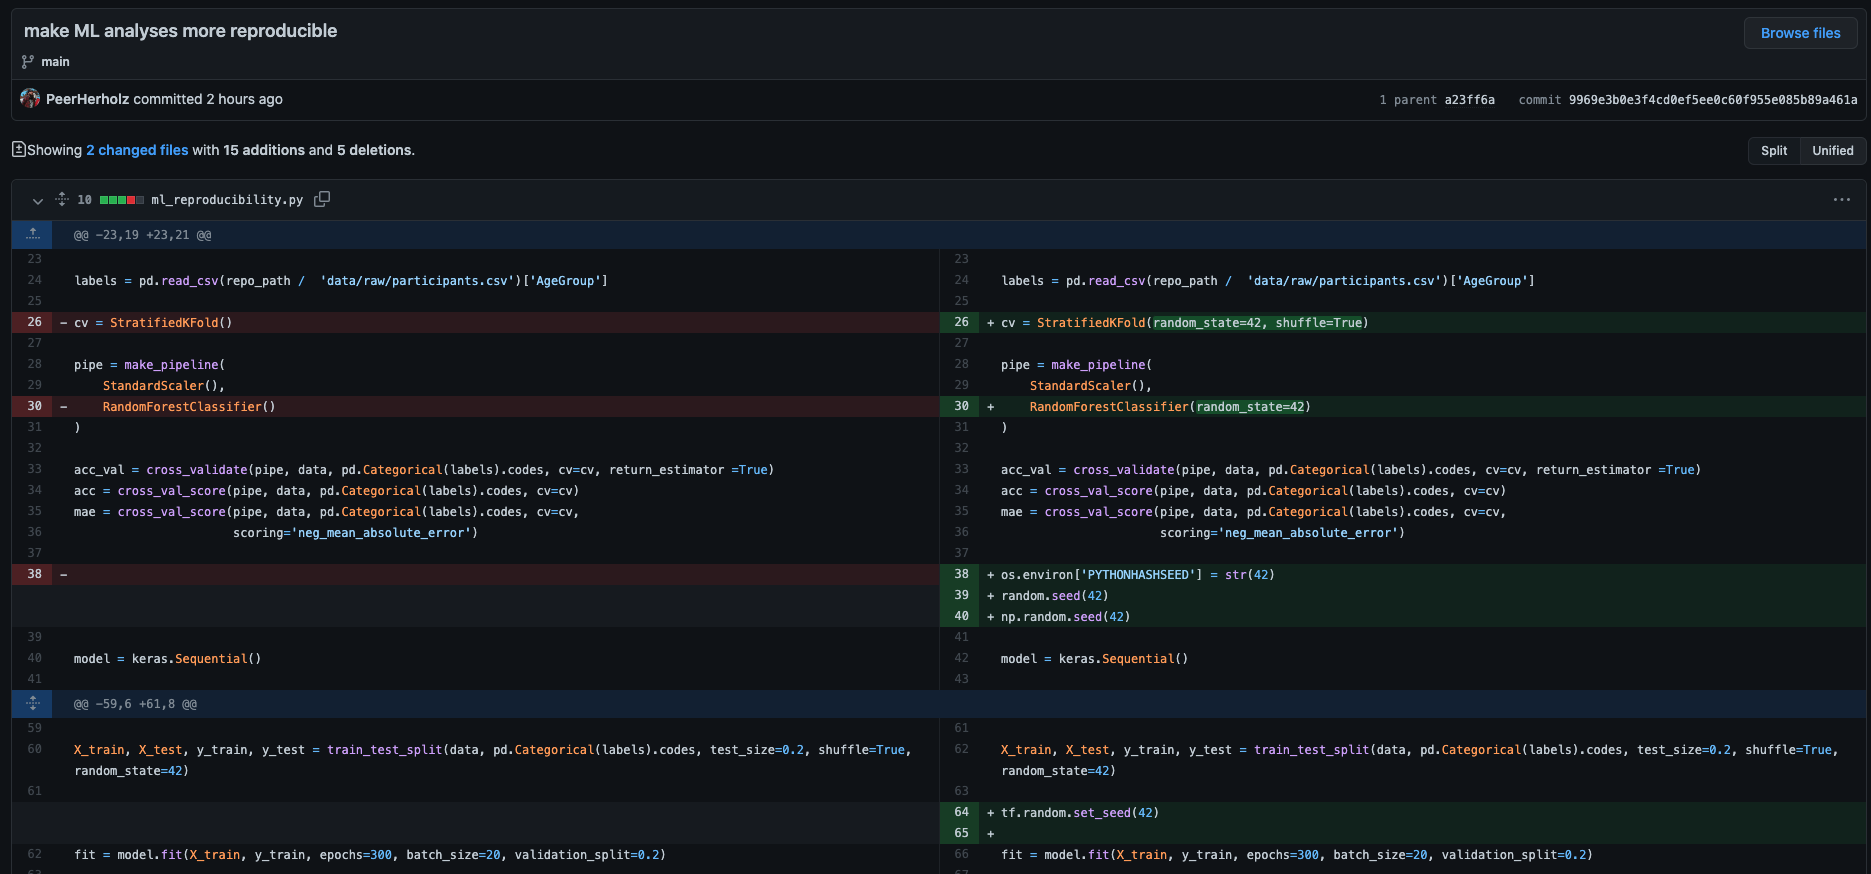 make ML analyses more reproducible
Browse files
main
PeerHerholz committed 2 hours ago
1 parent a23ff6a commit 9969e3b0e3f4cd0ef5ee0c60f955e085b89a461a
Showing 2 changed files with 15 additions and 5 deletions.
Split Unified
10 ml_reproducibility.py
@@ -23,19 +23,21 @@
23
24 labels = pd.read_csv(repo_path / 'data/raw/participants.csv')['AgeGroup']
25
26 - cv = StratifiedKFold()
27
28 pipe = make_pipeline(
29 StandardScaler(),
30 - RandomForestClassifier()
31 )
32
33 acc_val = cross_validate(pipe, data, pd.Categorical(labels).codes, cv=cv, return_estimator =True)
34 acc = cross_val_score(pipe, data, pd.Categorical(labels).codes, cv=cv)
35 mae = cross_val_score(pipe, data, pd.Categorical(labels).codes, cv=cv,
36 scoring='neg_mean_absolute_error')
37
38 -
39
40 model = keras.Sequential()
41
23
24 labels = pd.read_csv(repo_path / 'data/raw/participants.csv')['AgeGroup']
25
26 + cv = StratifiedKFold(random_state=42, shuffle=True)
27
28 pipe = make_pipeline(
29 StandardScaler(),
30 + RandomForestClassifier(random_state=42)
31 )
32
33 acc_val = cross_validate(pipe, data, pd.Categorical(labels).codes, cv=cv, return_estimator =True)
34 acc = cross_val_score(pipe, data, pd.Categorical(labels).codes, cv=cv)
35 mae = cross_val_score(pipe, data, pd.Categorical(labels).codes, cv=cv,
36 scoring='neg_mean_absolute_error')
37
38 + os.environ['PYTHONHASHSEED'] = str(42)
39 + random.seed(42)
40 + np.random.seed(42)
41
42 model = keras.Sequential()
43
@@ -59,6 +61,8 @@
59
60 X_train, X_test, y_train, y_test = train_test_split(data, pd.Categorical(labels).codes, test_size=0.2, shuffle=True,
random_state=42)
61
62 fit = model.fit(X_train, y_train, epochs=300, batch_size=20, validation_split=0.2)
61
62 X_train, X_test, y_train, y_test = train_test_split(data, pd.Categorical(labels).codes, test_size=0.2, shuffle=True,
random_state=42)
63
64 + tf.random.set_seed(42)
65 +
66 fit = model.fit(X_train, y_train, epochs=300, batch_size=20, validation_split=0.2)